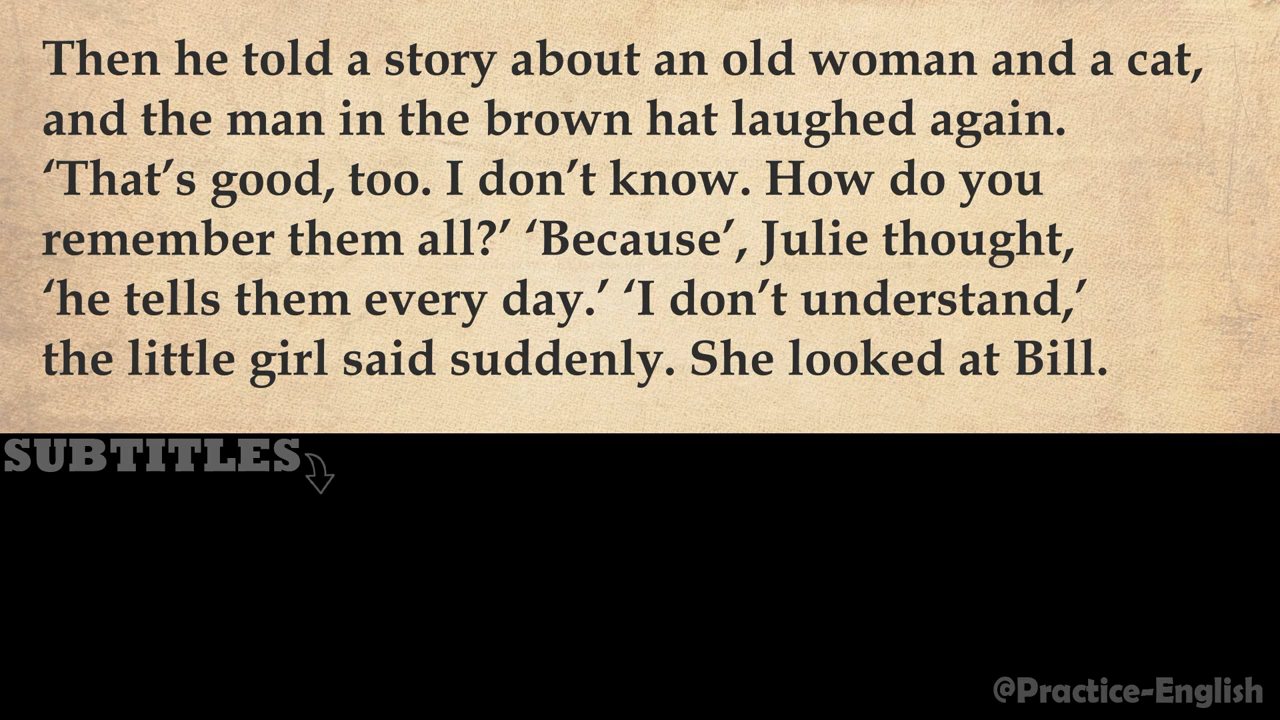 Then he told a story about an old woman and a cat,
and the man in the brown hat laughed again.
‘That’s good, too. I don’t know. How do you
remember them all?’ ‘Because’, Julie thought,
‘he tells them every day.’ ‘I don’t understand,’
the little girl said suddenly. She looked at Bill.
SUBTITLES
@Practice-English